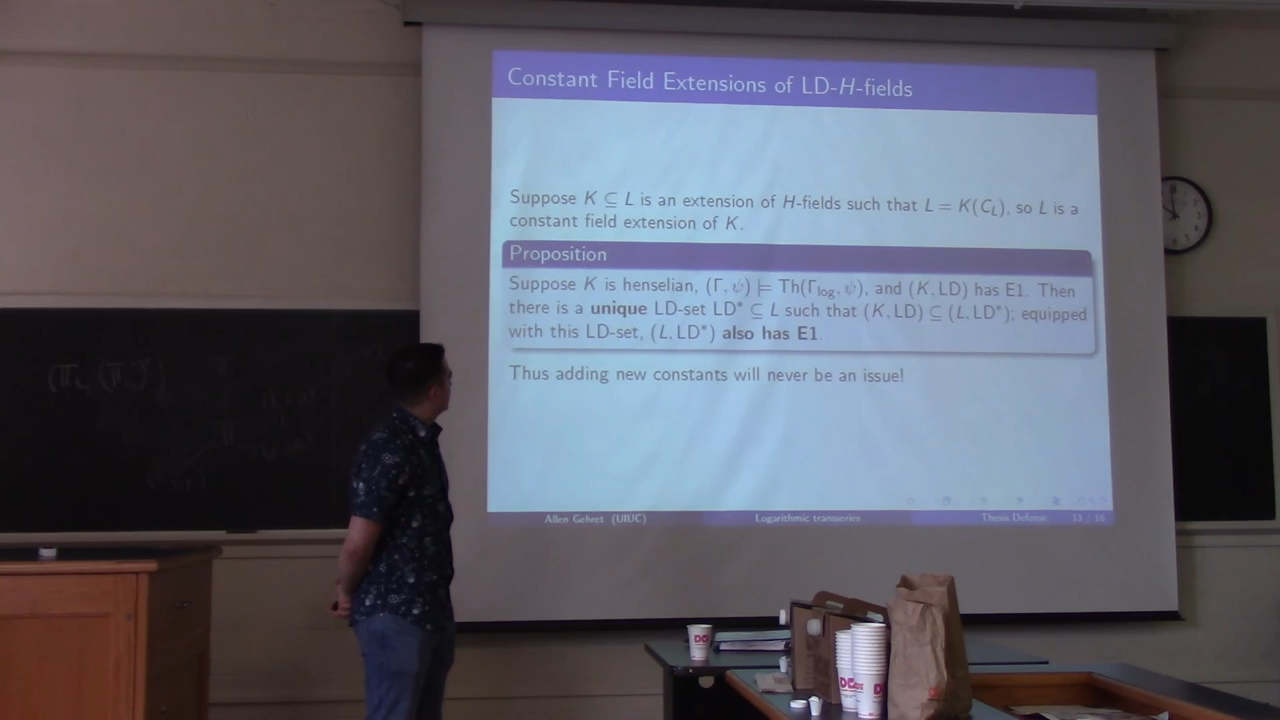 Constant Field Extensions of LD-H-fields
Suppose K ⊆ L is an extension of H-fields such that L = K(C_L), so L is a
constant field extension of K.
Proposition
Suppose K is henselian, (Γ, ψ) ⊨ Th(Γ_log, ψ), and (K, LD) has E1. Then
there is a unique LD-set LD* ⊆ L such that (K, LD) ⊆ (L, LD*); equipped
with this LD-set, (L, LD*) also has E1.
Thus adding new constants will never be an issue!
Allen Gehret (UIUC) Logarithmic transseries Thesis Defense 13 / 16